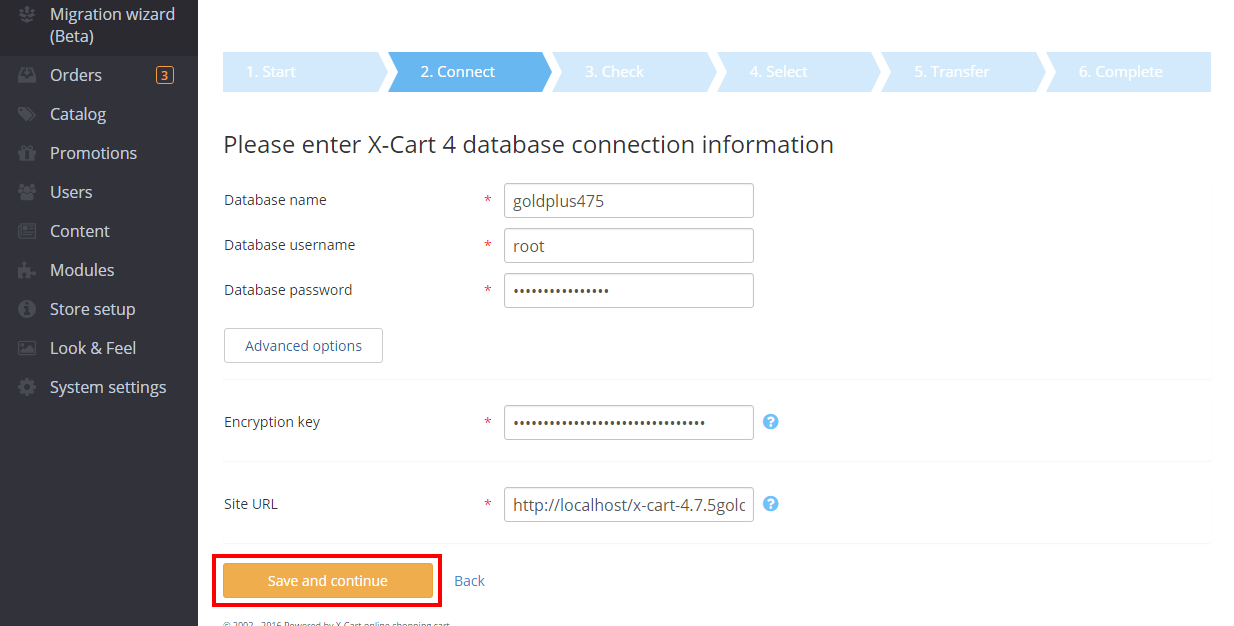 Migration wizard
(Beta)
Orders 3
Catalog
Promotions
Users
Content
Modules
Store setup
Look & Feel
System settings
1. Start 2. Connect 3. Check 4. Select 5. Transfer 6. Complete
Please enter X-Cart 4 database connection information
Database name * goldplus475
Database username * root
Database password * ••••••••••••••••
Advanced options
Encryption key * •••••••••••••••••••••••••••••••• ?
Site URL * http://localhost/x-cart-4.7.5gold ?
Save and continue Back
© 2002 - 2016 Powered by X-Cart online shopping cart